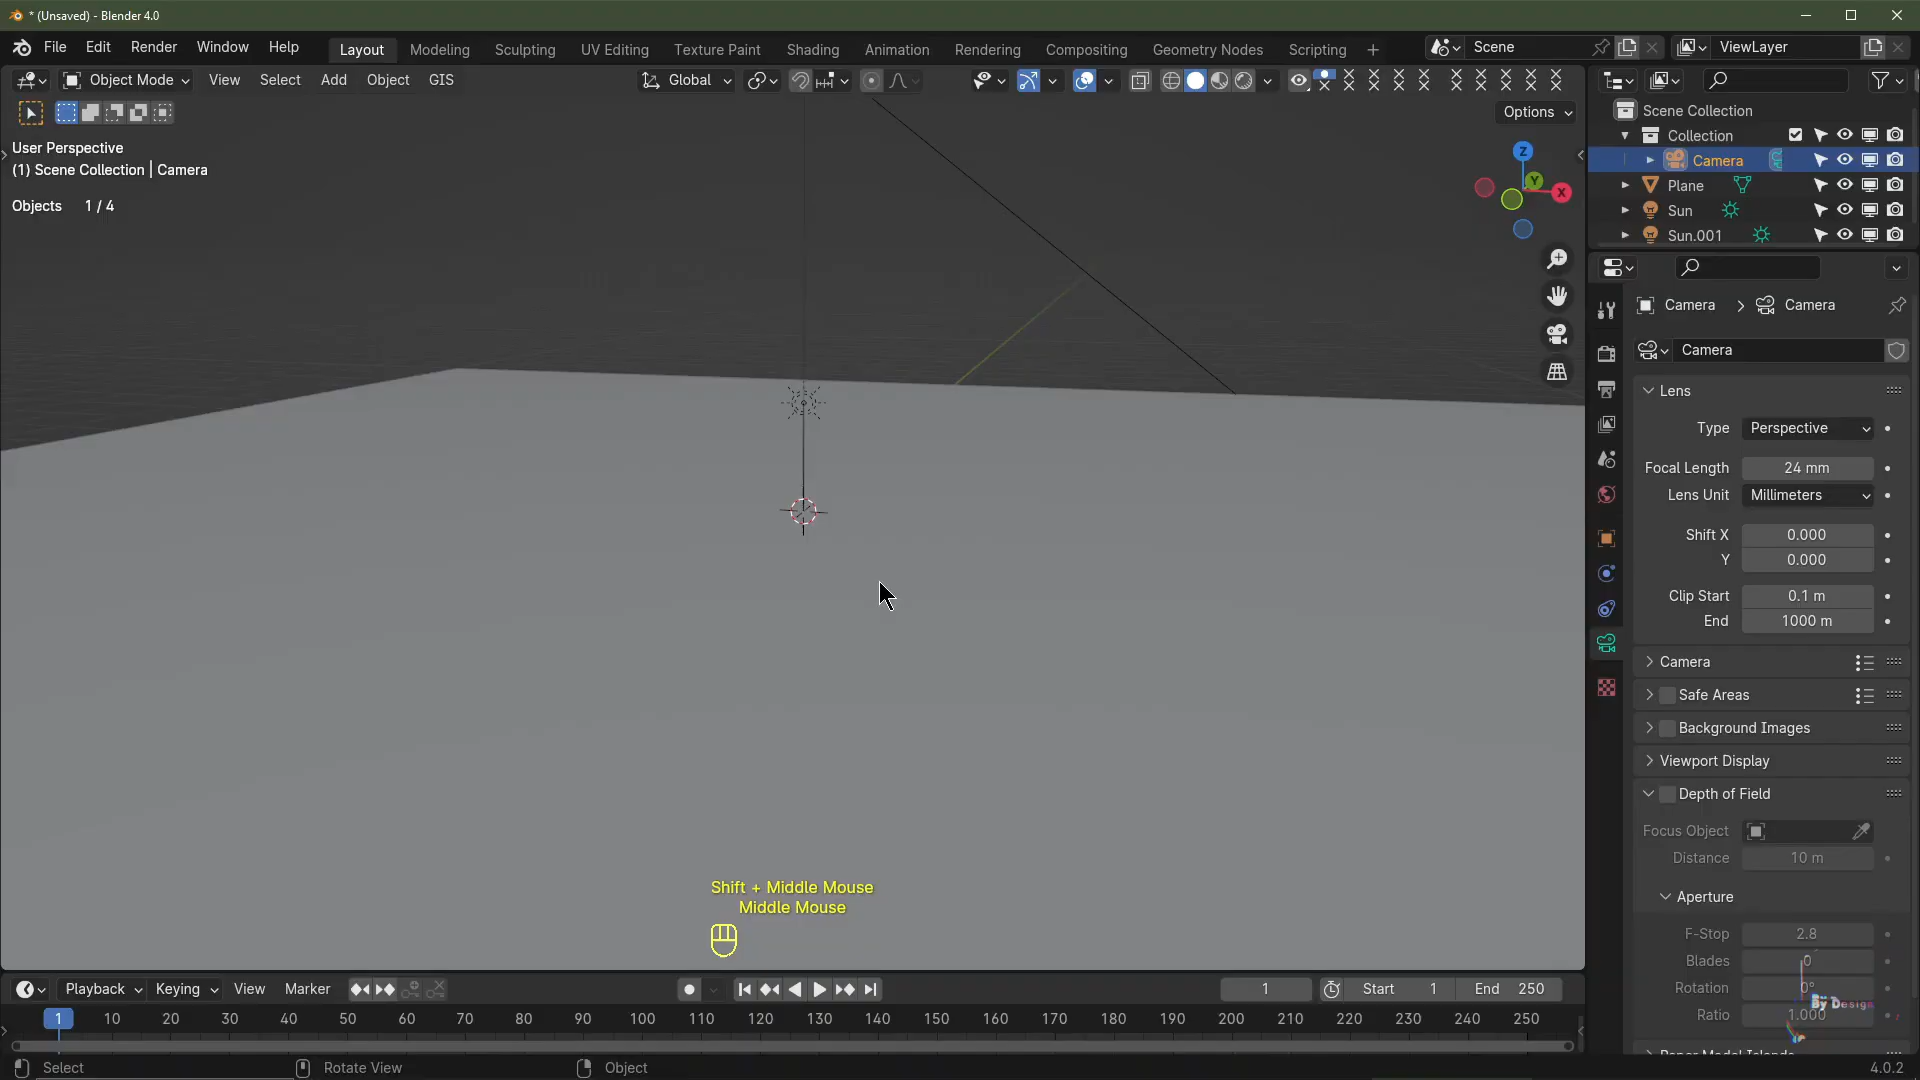 * (Unsaved) - Blender 4.0
File Edit Render Window Help Layout Modeling Sculpting UV Editing Texture Paint Shading Animation Rendering Compositing Geometry Nodes Scripting + Scene ViewLayer
Object Mode View Select Add Object GIS Global
Options
User Perspective
(1) Scene Collection | Camera
Objects 1 / 4
Z
Y
X
Scene Collection
Collection
Camera
Plane
Sun
Sun.001
Camera > Camera
Camera
Lens
Type Perspective
Focal Length 24 mm
Lens Unit Millimeters
Shift X 0.000
Y 0.000
Clip Start 0.1 m
End 1000 m
Camera
Safe Areas
Background Images
Viewport Display
Depth of Field
Focus Object
Distance 10 m
Aperture
F-Stop 2.8
Blades 0
Rotation 0°
Ratio 1.000
By Design
Shift + Middle Mouse
Middle Mouse
Playback Keying View Marker 1 Start 1 End 250
1 10 20 30 40 50 60 70 80 90 100 110 120 130 140 150 160 170 180 190 200 210 220 230 240 250
Select Rotate View Object 4.0.2